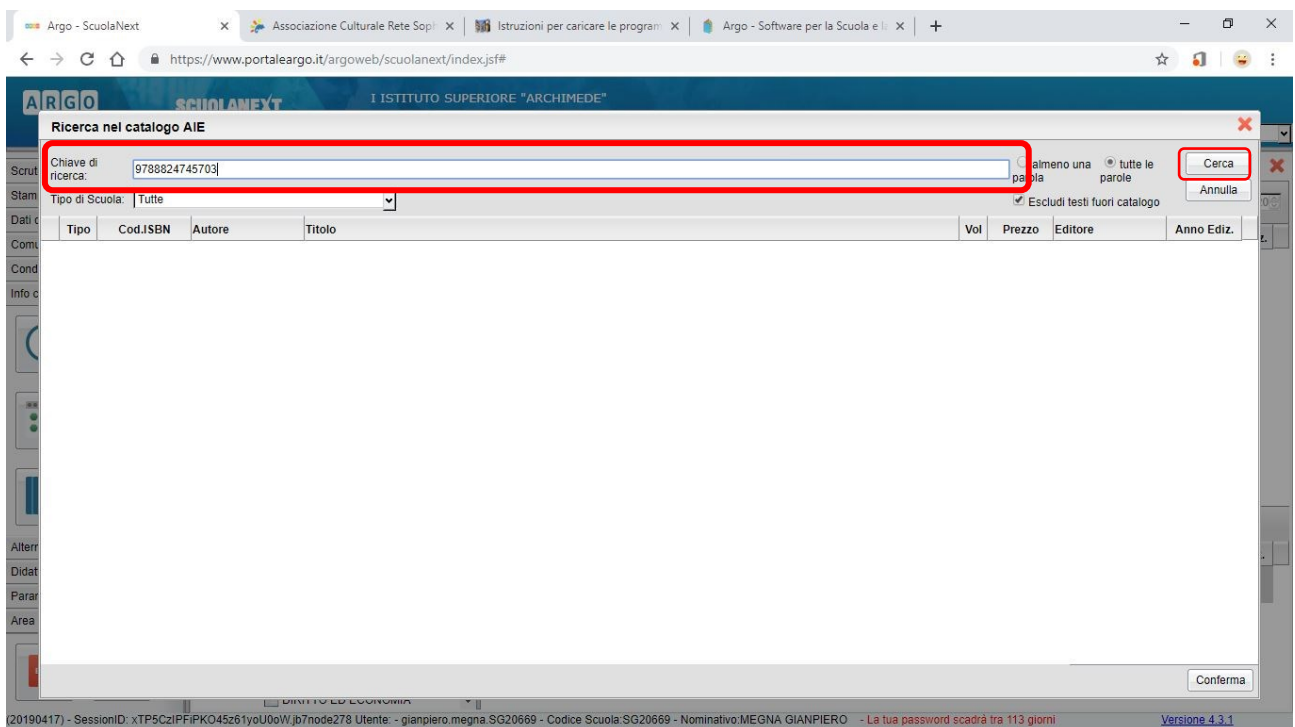 Argo - ScuolaNext
Associazione Culturale Rete Soph
Istruzioni per caricare le program
Argo - Software per la Scuola e la
https://www.portaleargo.it/argoweb/scuolanext/index.jsf#
ARGO
SCUOLANEXT
I ISTITUTO SUPERIORE "ARCHIMEDE"
Ricerca nel catalogo AIE
Chiave di ricerca:
9788824745703
almeno una parola
tutte le parole
Cerca
Annulla
Tipo di Scuola: Tutte
Escludi testi fuori catalogo
Tipo Cod.ISBN Autore Titolo Vol Prezzo Editore Anno Ediz.
Scrut
Stam
Dati
Comu
Cond
Info c
Altern
Didat
Param
Area
Conferma
DIRITTO ED ECONOMIA
(20190417) - SessionID: xTP5CzIPFiPKO45z61yoU0oW.jb7node278 Utente: - gianpiero.megna.SG20669 - Codice Scuola:SG20669 - Nominativo:MEGNA GIANPIERO - La tua password scadrà tra 113 giorni
Versione 4.3.1